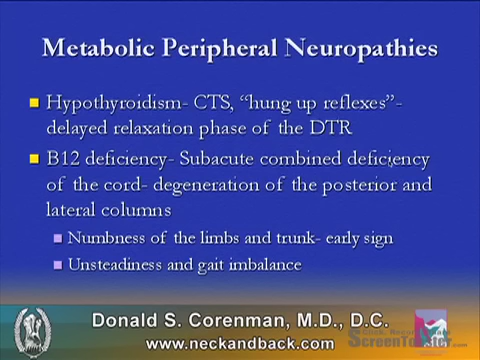 Metabolic Peripheral Neuropathies
Hypothyroidism- CTS, “hung up reflexes”-
delayed relaxation phase of the DTR
B12 deficiency- Subacute combined deficiency
of the cord- degeneration of the posterior and
lateral columns
Numbness of the limbs and trunk- early sign
Unsteadiness and gait imbalance
Donald S. Corenman, M.D., D.C.
www.neckandback.com